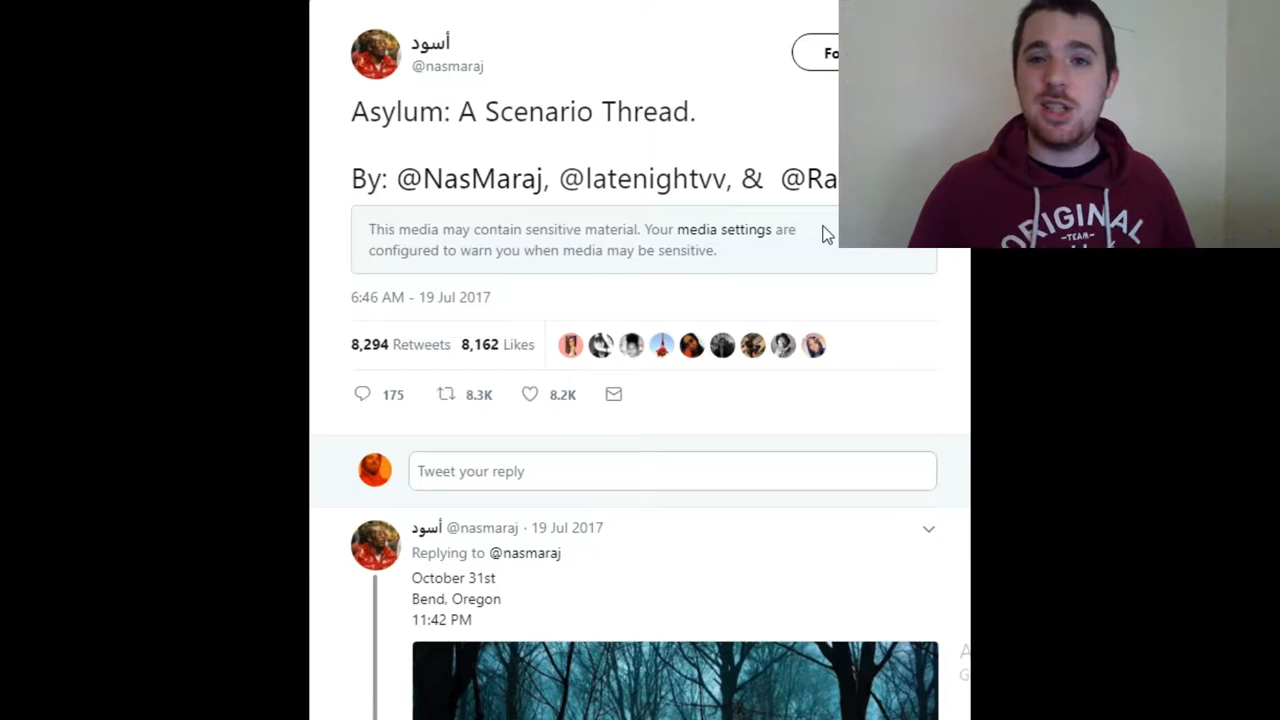 أسود
@nasmaraj
Fo
Asylum: A Scenario Thread.
By: @NasMaraj, @latenightvv, & @Ra
This media may contain sensitive material. Your media settings are
configured to warn you when media may be sensitive.
6:46 AM - 19 Jul 2017
8,294 Retweets 8,162 Likes
175 8.3K 8.2K
Tweet your reply
أسود @nasmaraj · 19 Jul 2017
Replying to @nasmaraj
October 31st
Bend, Oregon
11:42 PM
ORIGINAL
-TEAM-
A
G